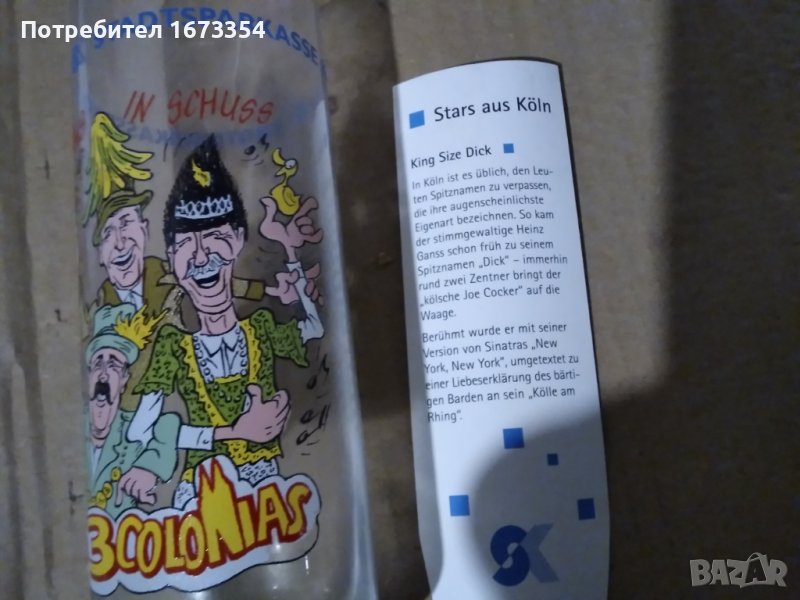 Потребител 1673354
STADTSPARKASSE
IN SCHUSS
3 COLONIAS
Stars aus Köln
King Size Dick
In Köln ist es üblich, den Leu-
ten Spitznamen zu verpassen,
die ihre augenscheinlichste
Eigenart bezeichnen. So kam
der stimmgewaltige Heinz
Ganss schon früh zu seinem
Spitznamen „Dick" – immerhin
rund zwei Zentner bringt der
„kölsche Joe Cocker" auf die
Waage.
Berühmt wurde er mit seiner
Version von Sinatras „New
York, New York", umgetextet zu
einer Liebeserklärung des bärti-
gen Barden an sein „Kölle am
Rhing".
SK
BAZAR